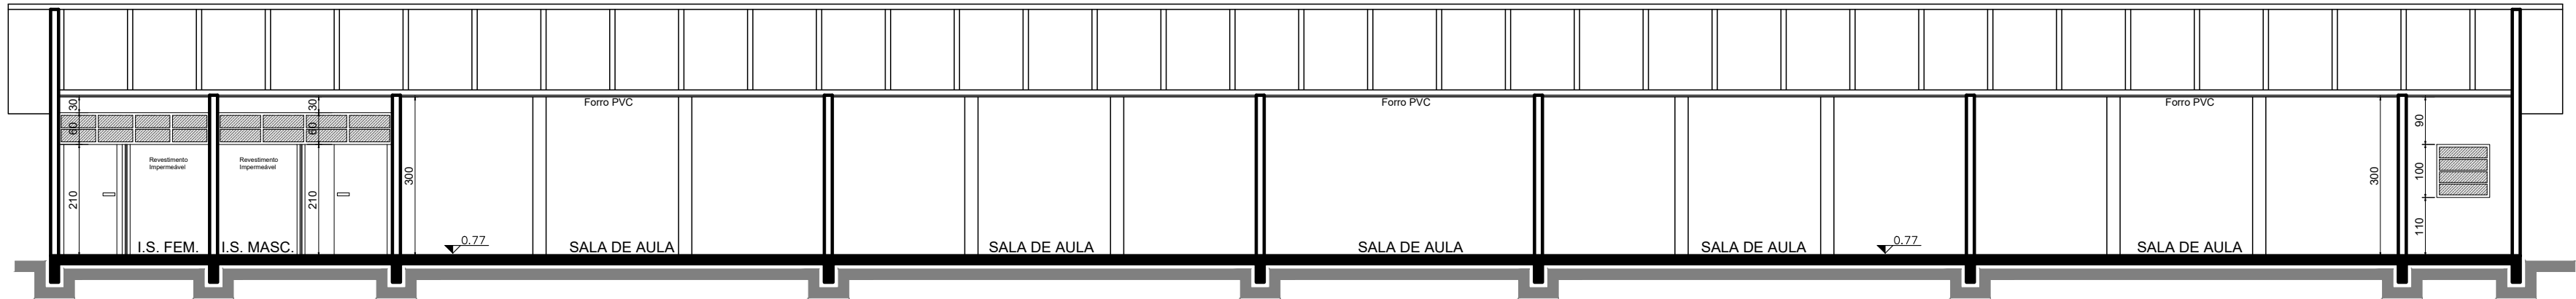 30
30
Forro PVC
Forro PVC
Forro PVC
60
60
90
Revestimento
Impermeável
Revestimento
Impermeável
210
210
300
300
100
110
0.77
0.77
I.S. FEM.
I.S. MASC.
SALA DE AULA
SALA DE AULA
SALA DE AULA
SALA DE AULA
SALA DE AULA